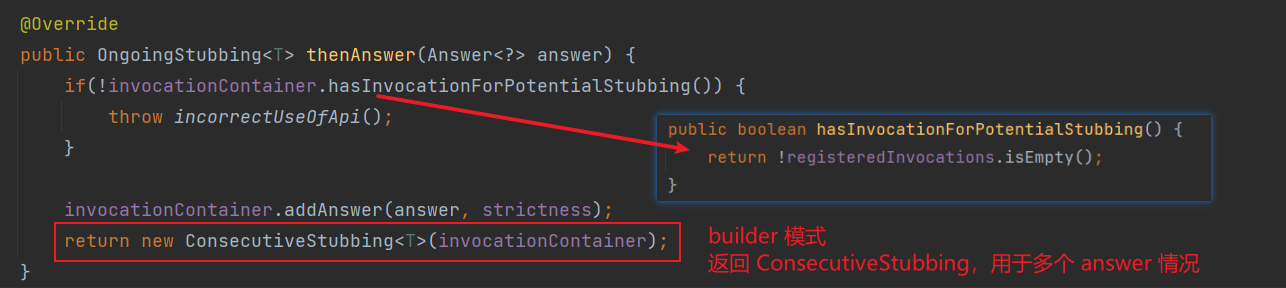 @Override
public OngoingStubbing<T> thenAnswer(Answer<?> answer) {
if(!invocationContainer.hasInvocationForPotentialStubbing()) {
throw incorrectUseOfApi();
}
public boolean hasInvocationForPotentialStubbing() {
return !registeredInvocations.isEmpty();
}
invocationContainer.addAnswer(answer, strictness);
return new ConsecutiveStubbing<T>(invocationContainer);
}
builder 模式
返回 ConsecutiveStubbing，用于多个 answer 情况